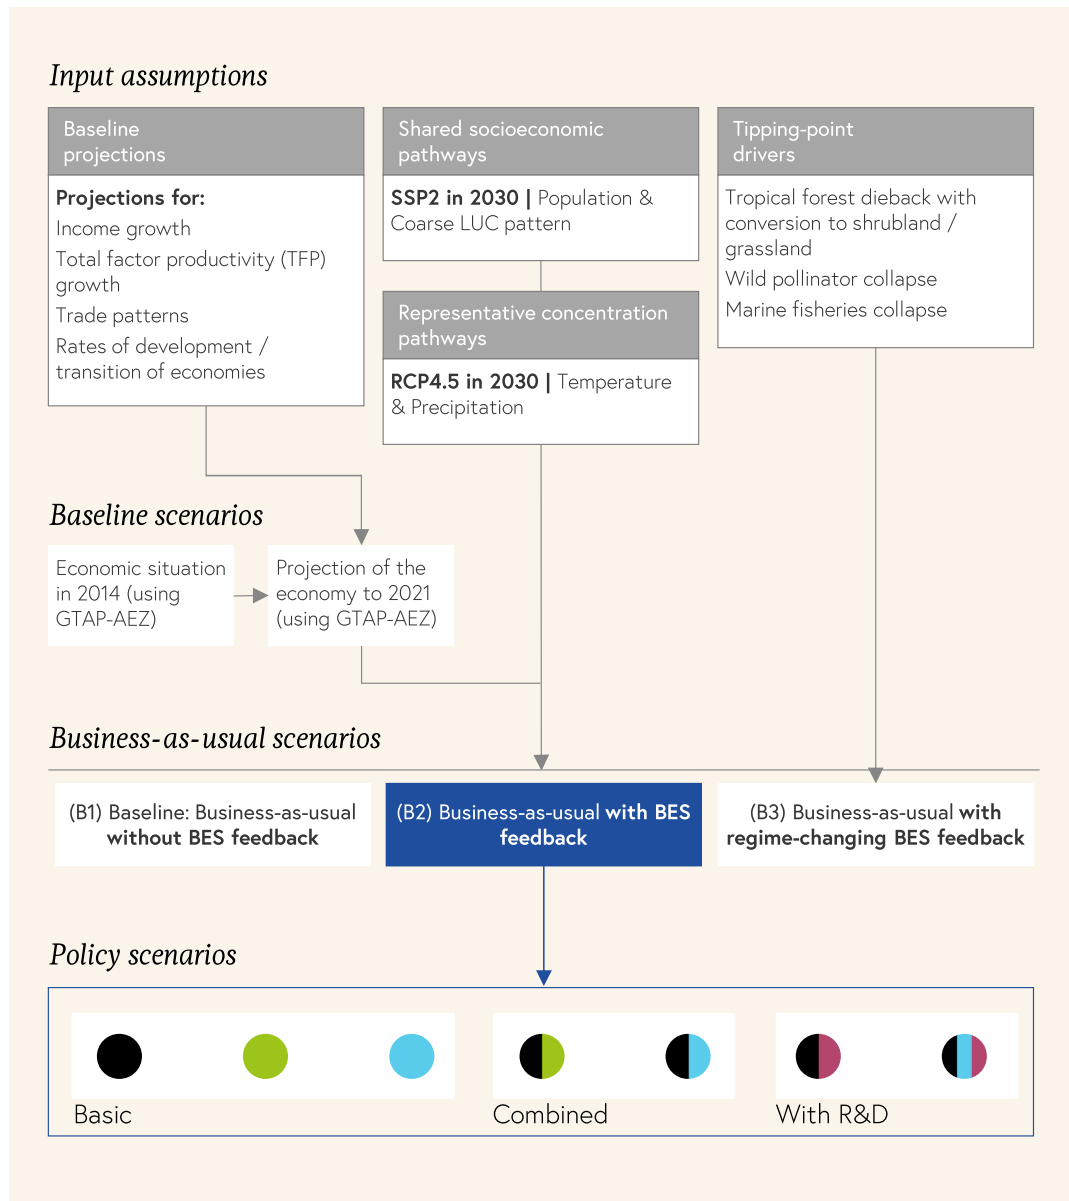 Input assumptions
Baseline
projections
Projections for:
Income growth
Total factor productivity (TFP)
growth
Trade patterns
Rates of development /
transition of economies
Shared socioeconomic
pathways
SSP2 in 2030 | Population &
Coarse LUC pattern
Representative concentration
pathways
RCP4.5 in 2030 | Temperature
& Precipitation
Tipping-point
drivers
Tropical forest dieback with
conversion to shrubland /
grassland
Wild pollinator collapse
Marine fisheries collapse
Baseline scenarios
Economic situation
in 2014 (using
GTAP-AEZ)
Projection of the
economy to 2021
(using GTAP-AEZ)
Business-as-usual scenarios
(B1) Baseline: Business-as-usual
without BES feedback
(B2) Business-as-usual with BES
feedback
(B3) Business-as-usual with
regime-changing BES feedback
Policy scenarios
Basic
Combined
With R&D